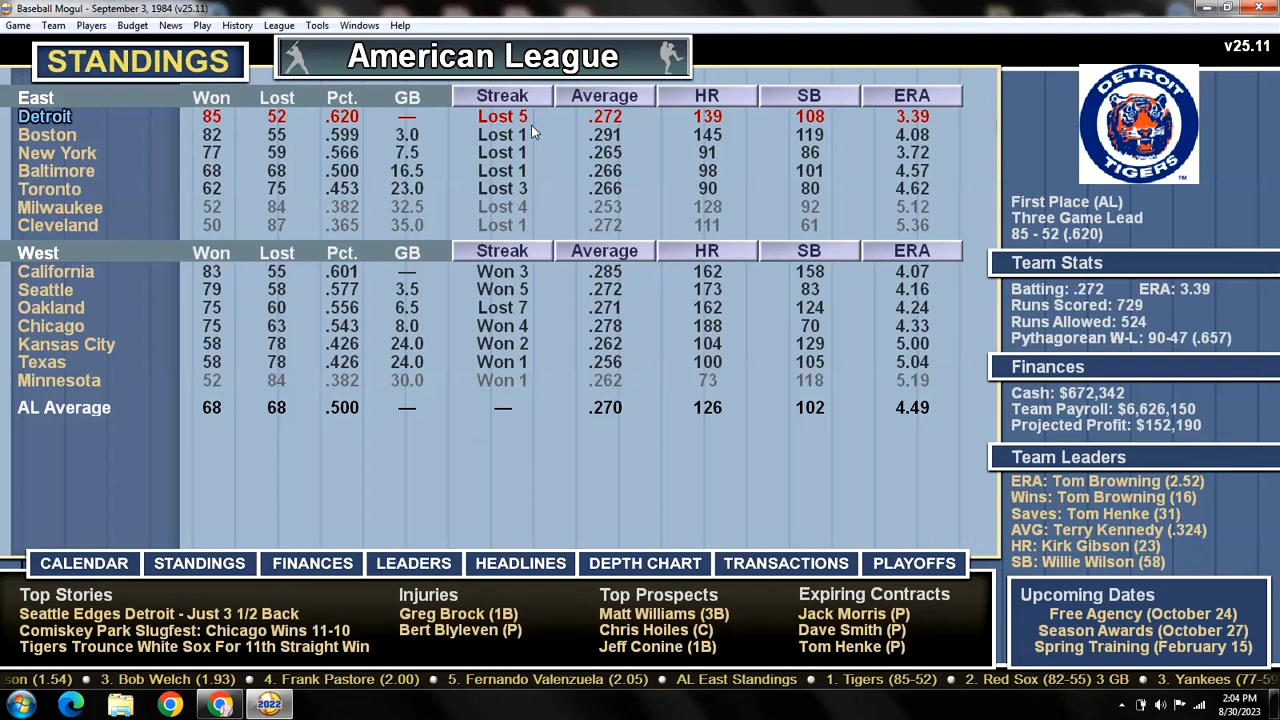 Baseball Mogul - September 3, 1984 (v25.11)
Game Team Players Budget News Play History League Tools Windows Help
STANDINGS American League v25.11
East Won Lost Pct. GB Streak Average HR SB ERA
Detroit 85 52 .620 — Lost 5 .272 139 108 3.39
Boston 82 55 .599 3.0 Lost 1 .291 145 119 4.08
New York 77 59 .566 7.5 Lost 1 .265 91 86 3.72
Baltimore 68 68 .500 16.5 Lost 1 .266 98 101 4.57
Toronto 62 75 .453 23.0 Lost 3 .266 90 80 4.62
Milwaukee 52 84 .382 32.5 Lost 4 .253 128 92 5.12
Cleveland 50 87 .365 35.0 Lost 1 .272 111 61 5.36
West Won Lost Pct. GB Streak Average HR SB ERA
California 83 55 .601 — Won 3 .285 162 158 4.07
Seattle 79 58 .577 3.5 Won 5 .272 173 83 4.16
Oakland 75 60 .556 6.5 Lost 7 .271 162 124 4.24
Chicago 75 63 .543 8.0 Won 4 .278 188 70 4.33
Kansas City 58 78 .426 24.0 Won 2 .262 104 129 5.00
Texas 58 78 .426 24.0 Won 1 .256 100 105 5.04
Minnesota 52 84 .382 30.0 Won 1 .262 73 118 5.19
AL Average 68 68 .500 — — .270 126 102 4.49
DETROIT
TIGERS
First Place (AL)
Three Game Lead
85 - 52 (.620)
Team Stats
Batting: .272 ERA: 3.39
Runs Scored: 729
Runs Allowed: 524
Pythagorean W-L: 90-47 (.657)
Finances
Cash: $672,342
Team Payroll: $6,626,150
Projected Profit: $152,190
Team Leaders
ERA: Tom Browning (2.52)
Wins: Tom Browning (16)
Saves: Tom Henke (31)
AVG: Terry Kennedy (.324)
HR: Kirk Gibson (23)
SB: Willie Wilson (58)
CALENDAR STANDINGS FINANCES LEADERS HEADLINES DEPTH CHART TRANSACTIONS PLAYOFFS
Top Stories
Seattle Edges Detroit - Just 3 1/2 Back
Comiskey Park Slugfest: Chicago Wins 11-10
Tigers Trounce White Sox For 11th Straight Win
Injuries
Greg Brock (1B)
Bert Blyleven (P)
Top Prospects
Matt Williams (3B)
Chris Hoiles (C)
Jeff Conine (1B)
Expiring Contracts
Jack Morris (P)
Dave Smith (P)
Tom Henke (P)
Upcoming Dates
Free Agency (October 24)
Season Awards (October 27)
Spring Training (February 15)
son (1.54) • 3. Bob Welch (1.93) • 4. Frank Pastore (2.00) • 5. Fernando Valenzuela (2.05) • AL East Standings • 1. Tigers (85-52) • 2. Red Sox (82-55) 3 GB • 3. Yankees (77-59
2022
2:04 PM
8/30/2023